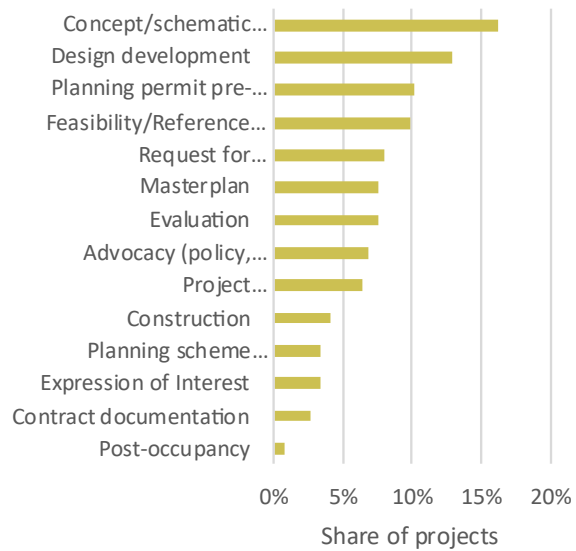 Concept/schematic...
Design development
Planning permit pre-...
Feasibility/Reference...
Request for...
Masterplan
Evaluation
Advocacy (policy,...
Project...
Construction
Planning scheme...
Expression of Interest
Contract documentation
Post-occupancy
0% 5% 10% 15% 20%
Share of projects